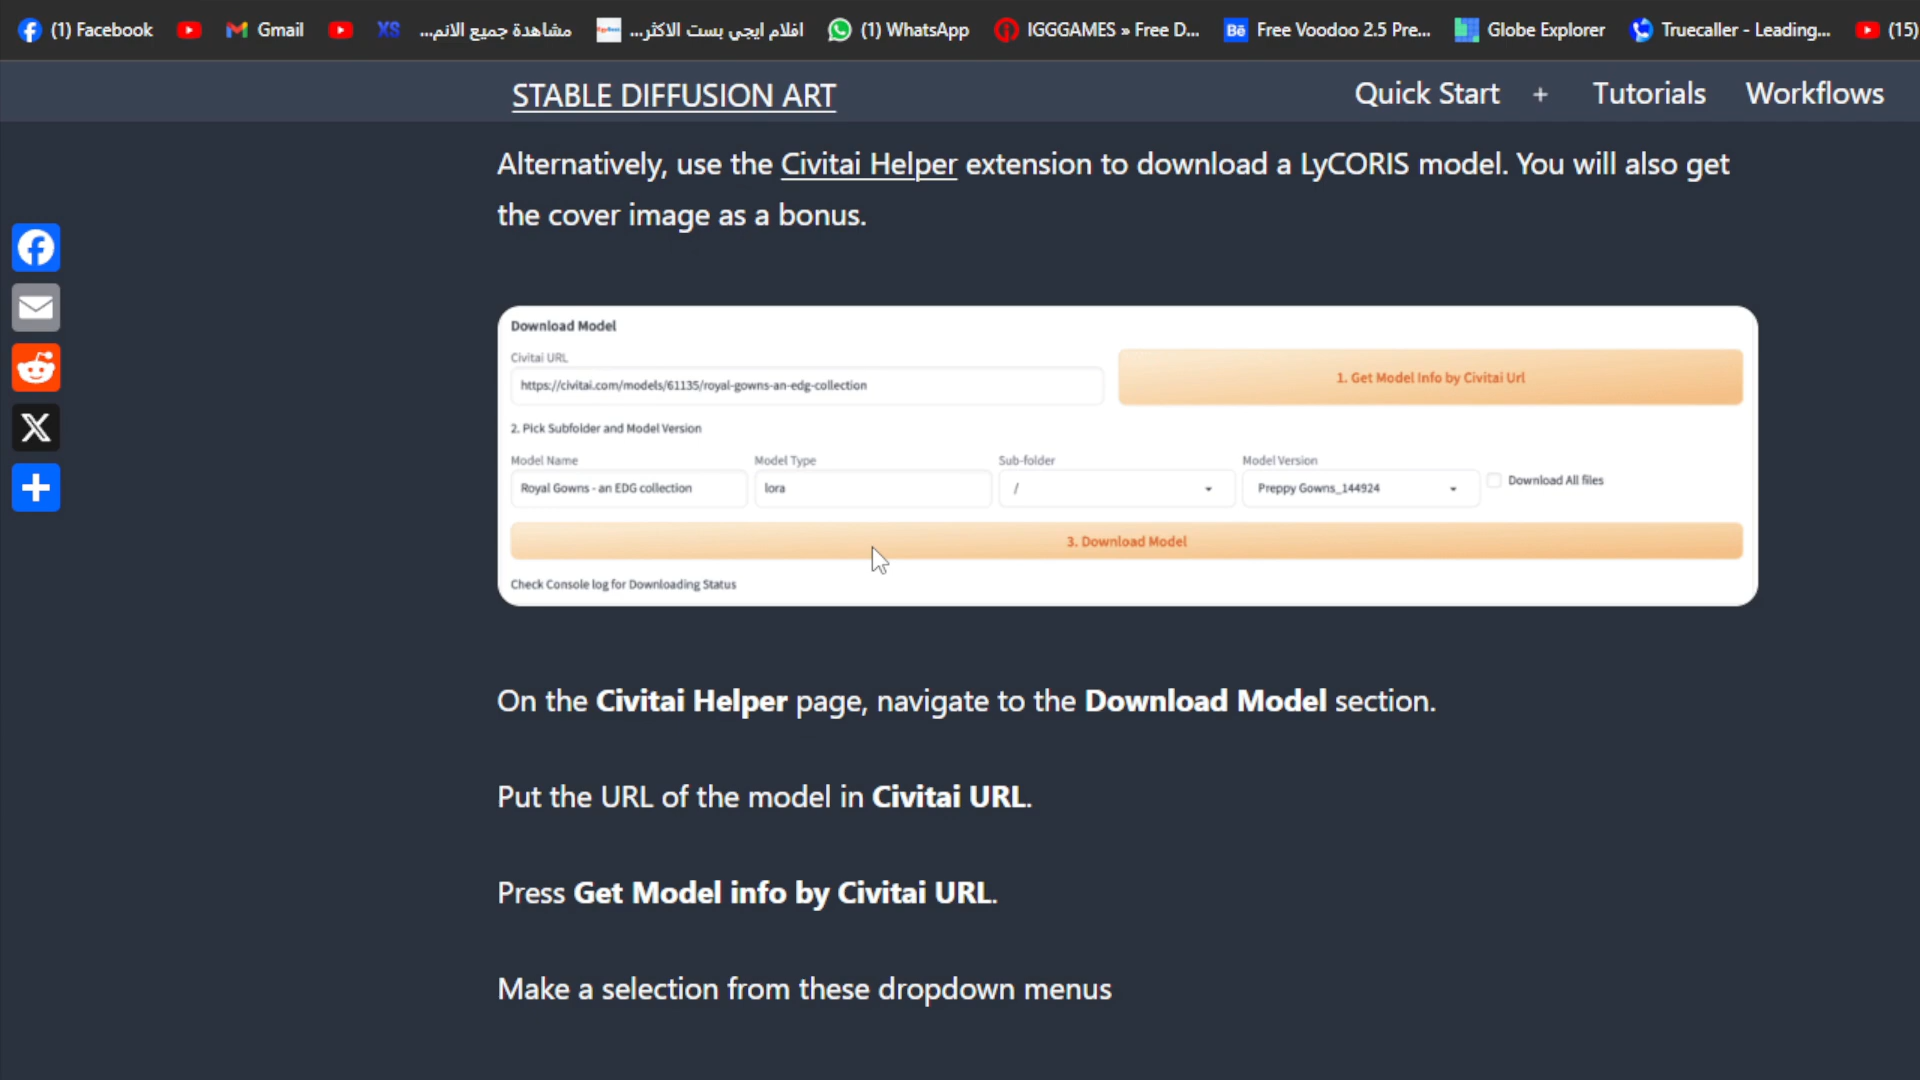 (1) Facebook
Gmail
XS
مشاهدة جميع الانم...
افلام ايجي بست الاكثر...
(1) WhatsApp
IGGGAMES » Free D...
Bē
Free Voodoo 2.5 Pre...
Globe Explorer
Truecaller - Leading...
(15)
STABLE DIFFUSION ART
Quick Start +
Tutorials
Workflows
Alternatively, use the Civitai Helper extension to download a LyCORIS model. You will also get
the cover image as a bonus.
Download Model
Civitai URL
https://civitai.com/models/61135/royal-gowns-an-edg-collection
1. Get Model Info by Civitai Url
2. Pick Subfolder and Model Version
Model Name
Model Type
Sub-folder
Model Version
Royal Gowns - an EDG collection
lora
/
Preppy Gowns_144924
Download All files
3. Download Model
Check Console log for Downloading Status
On the Civitai Helper page, navigate to the Download Model section.
Put the URL of the model in Civitai URL.
Press Get Model info by Civitai URL.
Make a selection from these dropdown menus